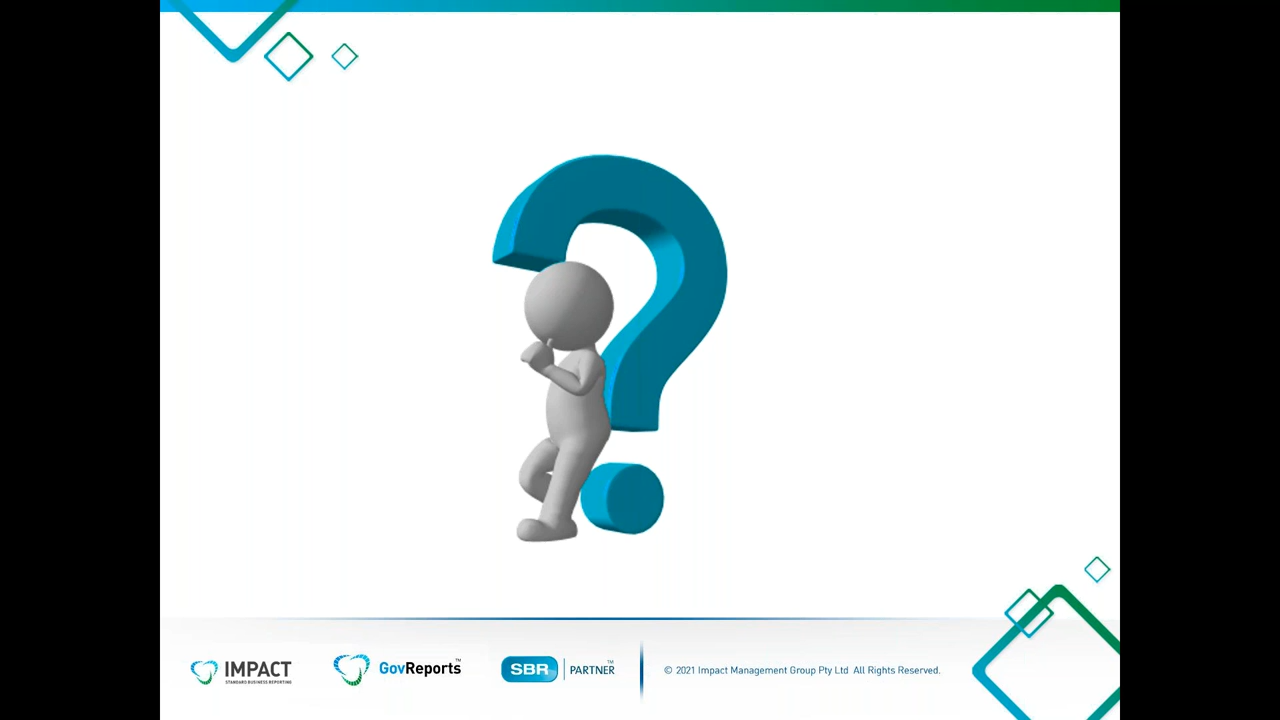 IMPACT
STANDARD BUSINESS REPORTING
GovReports™
SBR PARTNER™
© 2021 Impact Management Group Pty Ltd All Rights Reserved.